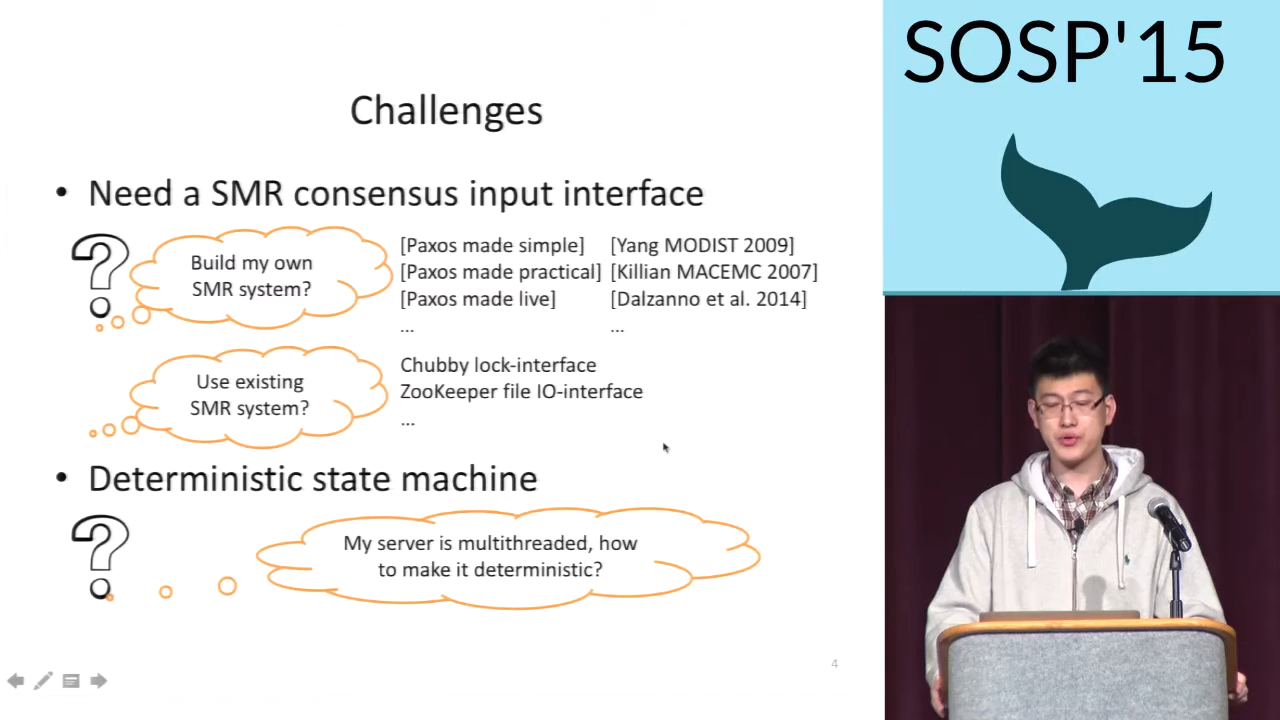 Challenges
• Need a SMR consensus input interface
Build my own
SMR system?
[Paxos made simple] [Yang MODIST 2009]
[Paxos made practical] [Killian MACEMC 2007]
[Paxos made live] [Dalzanno et al. 2014]
... ...
Use existing
SMR system?
Chubby lock-interface
ZooKeeper file IO-interface
...
• Deterministic state machine
My server is multithreaded, how
to make it deterministic?
4
SOSP'15